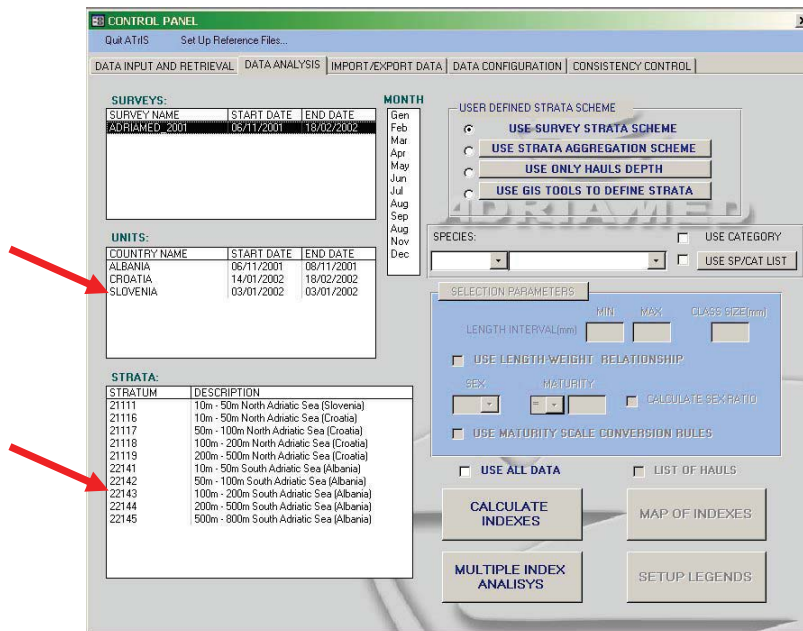 CONTROL PANEL
Quit ATrIS Set Up Reference Files...
DATA INPUT AND RETRIEVAL DATA ANALYSIS IMPORT/EXPORT DATA DATA CONFIGURATION CONSISTENCY CONTROL
SURVEYS:
SURVEY NAME START DATE END DATE
ADRIAMED_2001 06/11/2001 18/02/2002
MONTH
Gen
Feb
Mar
Apr
May
Jun
Jul
Aug
Sep
Aug
Nov
Dec
USER DEFINED STRATA SCHEME
USE SURVEY STRATA SCHEME
USE STRATA AGGREGATION SCHEME
USE ONLY HAULS DEPTH
USE GIS TOOLS TO DEFINE STRATA
ADRIAMED
UNITS:
COUNTRY NAME START DATE END DATE
ALBANIA 06/11/2001 08/11/2001
CROATIA 14/01/2002 18/02/2002
SLOVENIA 03/01/2002 03/01/2002
SPECIES:
USE CATEGORY
USE SP/CAT LIST
SELECTION PARAMETERS
MIN MAX CLASS SIZE(mm)
LENGTH INTERVAL(mm)
USE LENGTH-WEIGHT RELATIONSHIP
SEX MATURITY
= CALCULATE SEX RATIO
USE MATURITY SCALE CONVERSION RULES
STRATA:
STRATUM DESCRIPTION
21111 10m - 50m North Adriatic Sea (Slovenia)
21116 10m - 50m North Adriatic Sea (Croatia)
21117 50m - 100m North Adriatic Sea (Croatia)
21118 100m - 200m North Adriatic Sea (Croatia)
21119 200m - 500m North Adriatic Sea (Croatia)
22141 10m - 50m South Adriatic Sea (Albania)
22142 50m - 100m South Adriatic Sea (Albania)
22143 100m - 200m South Adriatic Sea (Albania)
22144 200m - 500m South Adriatic Sea (Albania)
22145 500m - 800m South Adriatic Sea (Albania)
USE ALL DATA LIST OF HAULS
CALCULATE
INDEXES
MAP OF INDEXES
MULTIPLE INDEX
ANALISYS
SETUP LEGENDS